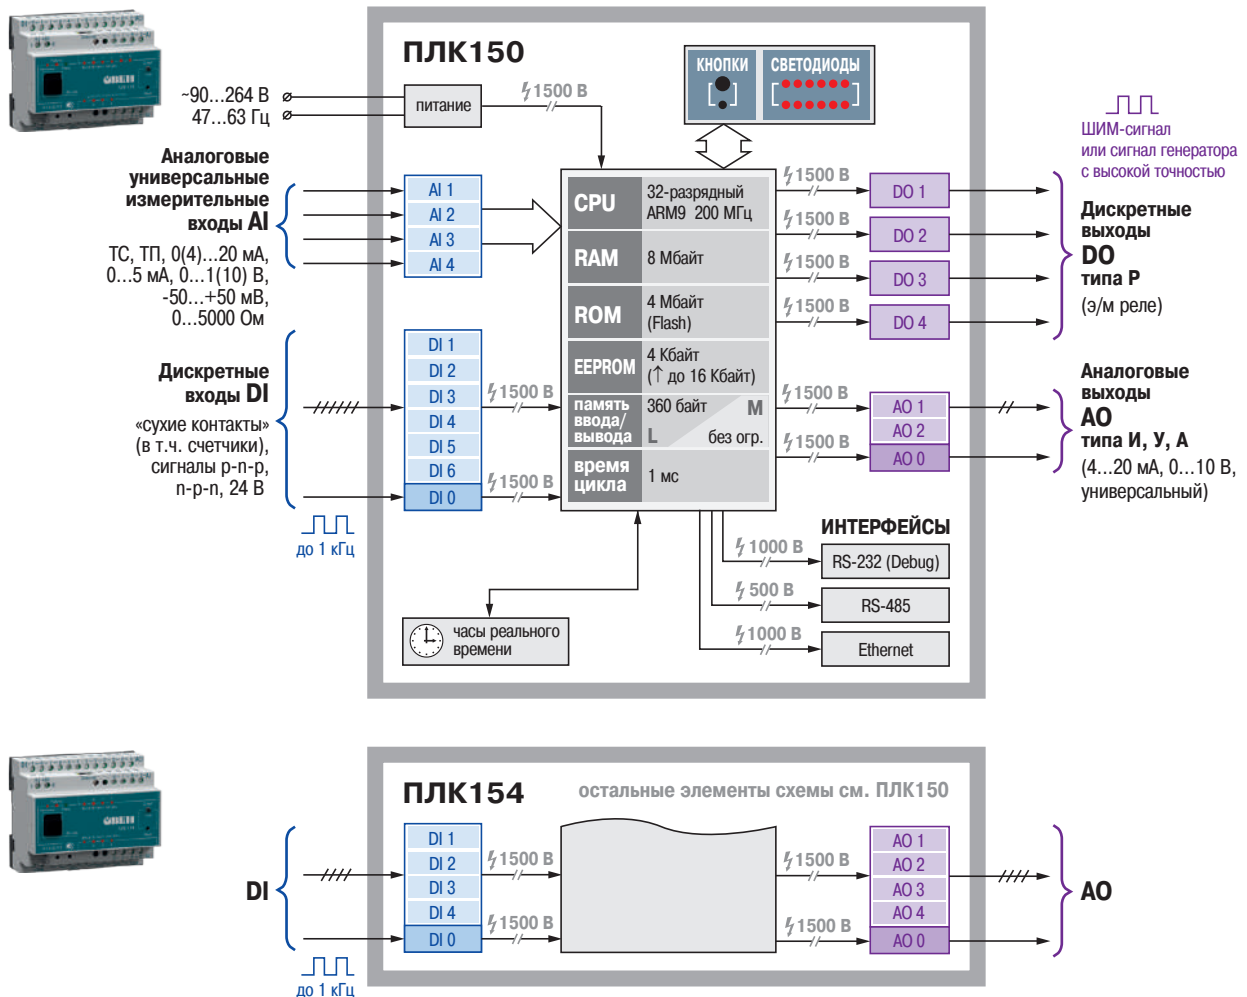 ПЛК150
~90...264 В
47...63 Гц
питание
1500 В
КНОПКИ
СВЕТОДИОДЫ
ШИМ-сигнал
или сигнал генератора
с высокой точностью
Аналоговые
универсальные
измерительные
входы AI
ТС, ТП, 0(4)...20 мА,
0...5 мА, 0...1(10) В,
-50...+50 мВ,
0...5000 Ом
AI 1
AI 2
AI 3
AI 4
CPU
32-разрядный
ARM9 200 МГц
RAM
8 Мбайт
ROM
4 Мбайт
(Flash)
EEPROM
4 Кбайт
(↑ до 16 Кбайт)
память
ввода/
вывода
360 байт
M
L
без огр.
время
цикла
1 мс
1500 В
DO 1
1500 В
DO 2
1500 В
DO 3
1500 В
DO 4
Дискретные
выходы
DO
типа Р
(э/м реле)
Дискретные
входы DI
«сухие контакты»
(в т.ч. счетчики),
сигналы p-n-p,
n-p-n, 24 В
до 1 кГц
DI 1
DI 2
DI 3
DI 4
DI 5
DI 6
DI 0
1500 В
1500 В
1500 В
1500 В
AO 1
AO 2
AO 0
Аналоговые
выходы
AO
типа И, У, А
(4...20 мА, 0...10 В,
универсальный)
ИНТЕРФЕЙСЫ
1000 В
RS-232 (Debug)
500 В
RS-485
1000 В
Ethernet
часы реального
времени
ПЛК154
остальные элементы схемы см. ПЛК150
DI
до 1 кГц
DI 1
DI 2
DI 3
DI 4
DI 0
1500 В
1500 В
1500 В
1500 В
AO 1
AO 2
AO 3
AO 4
AO 0
AO
ОВЕН
ОВЕН